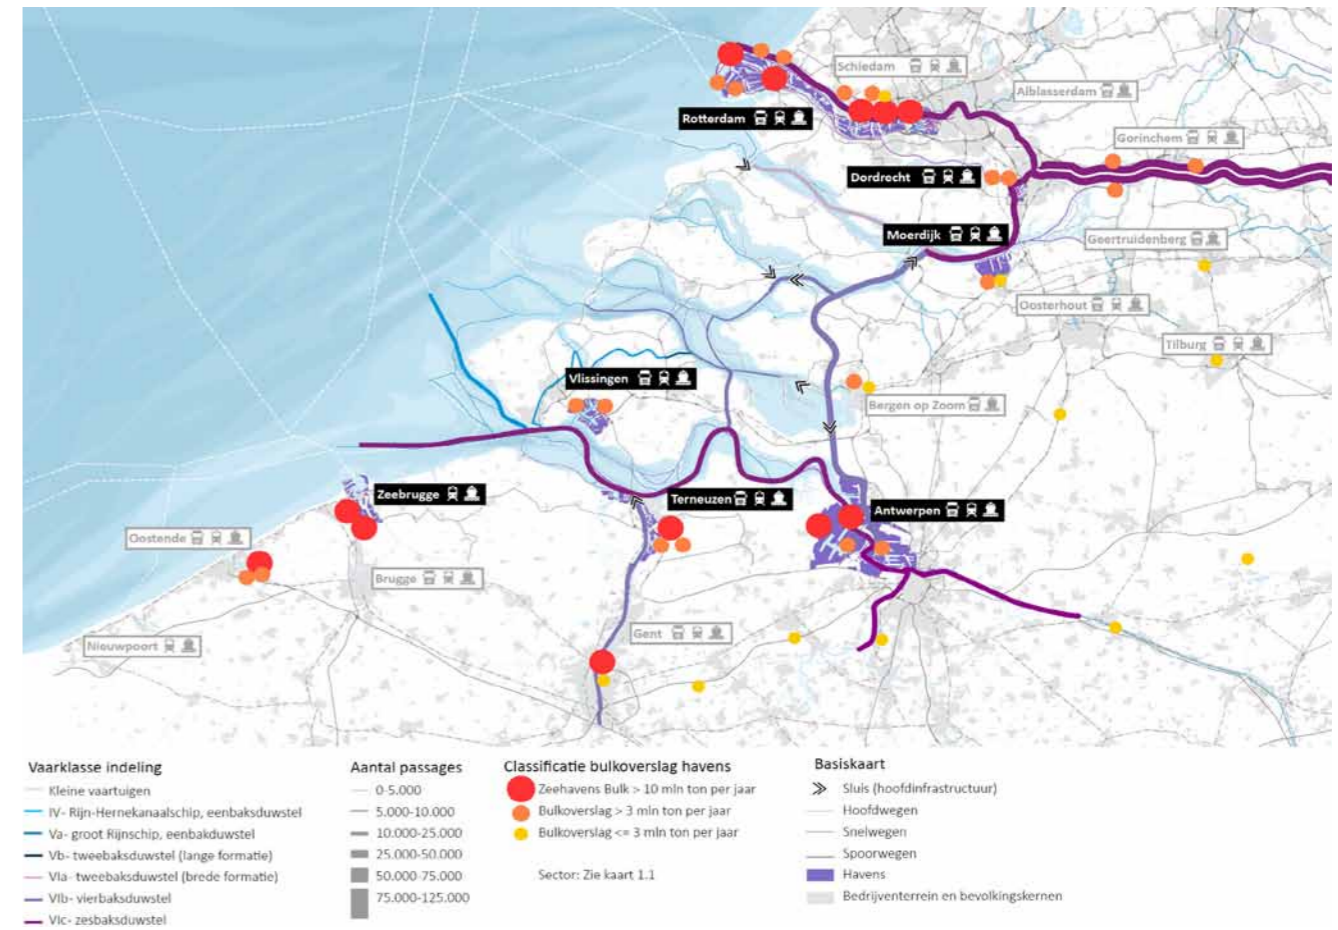 Schiedam
Alblasserdam
Rotterdam
Gorinchem
Dordrecht
Moerdijk
Geertruidenberg
Oosterhout
Tilburg
Vlissingen
Bergen op Zoom
Zeebrugge
Terneuzen
Antwerpen
Oostende
Brugge
Gent
Nieuwpoort
Vaarklasse indeling
Kleine vaartuigen
IV- Rijn-Hernekanaalschip, eenbaksduwstel
Va- groot Rijnschip, eenbakduwstel
Vb- tweebaksduwstel (lange formatie)
VIa- tweebaksduwstel (brede formatie)
VIb- vierbaksduwstel
VIc- zesbaksduwstel
Aantal passages
0-5.000
5.000-10.000
10.000-25.000
25.000-50.000
50.000-75.000
75.000-125.000
Classificatie bulkoverslag havens
Zeehavens Bulk > 10 mln ton per jaar
Bulkoverslag > 3 mln ton per jaar
Bulkoverslag <= 3 mln ton per jaar
Sector: Zie kaart 1.1
Basiskaart
Sluis (hoofdinfrastructuur)
Hoofdwegen
Snelwegen
Spoorwegen
Havens
Bedrijventerrein en bevolkingskernen